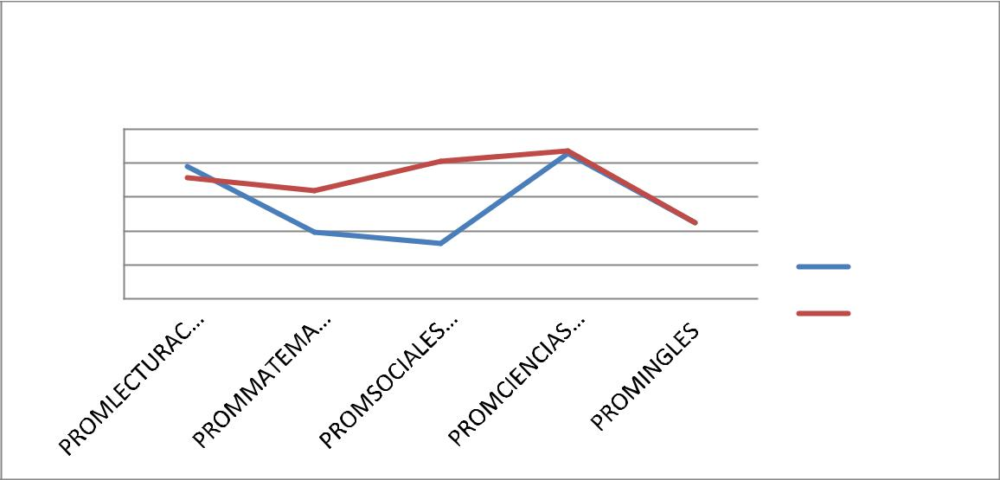 PROMLECTURAC...
PROMMATEMA...
PROMSOCIALES...
PROMCIENCIAS...
PROMINGLES